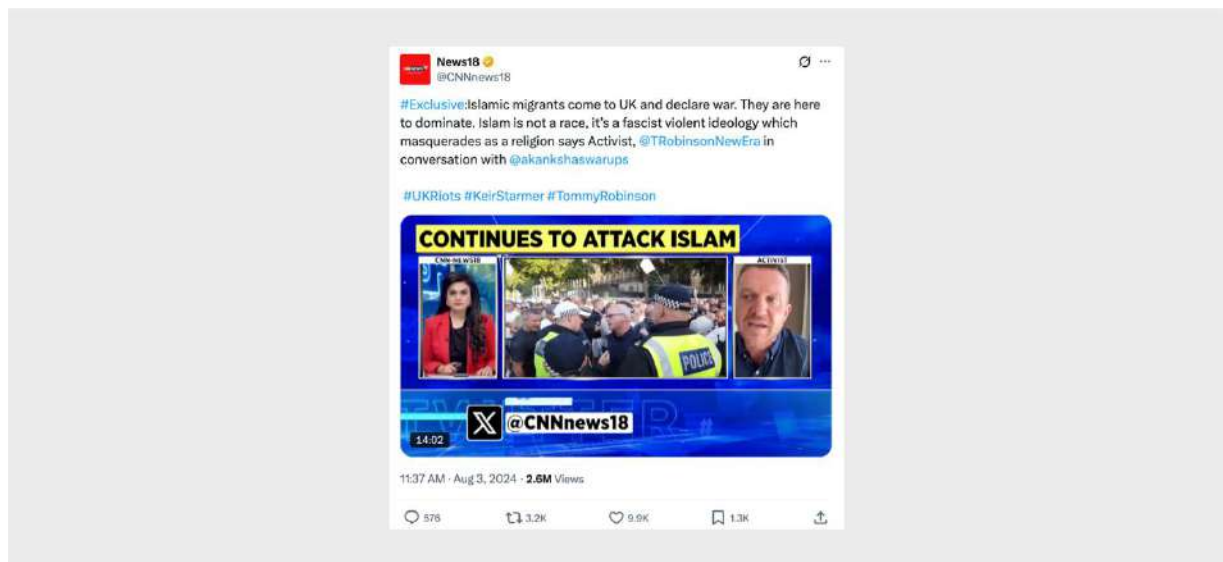 News18
@CNNnews18
#Exclusive:Islamic migrants come to UK and declare war. They are here
to dominate. Islam is not a race, it's a fascist violent ideology which
masquerades as a religion says Activist, @TRobinsonNewEra in
conversation with @akankshaswarups
#UKRiots #KeirStarmer #TommyRobinson
CONTINUES TO ATTACK ISLAM
CNN-NEWS18
ACTIVIST
POLICE
@CNNnews18
14:02
11:37 AM · Aug 3, 2024 · 2.6M Views
576 3.2K 9.9K 1.3K